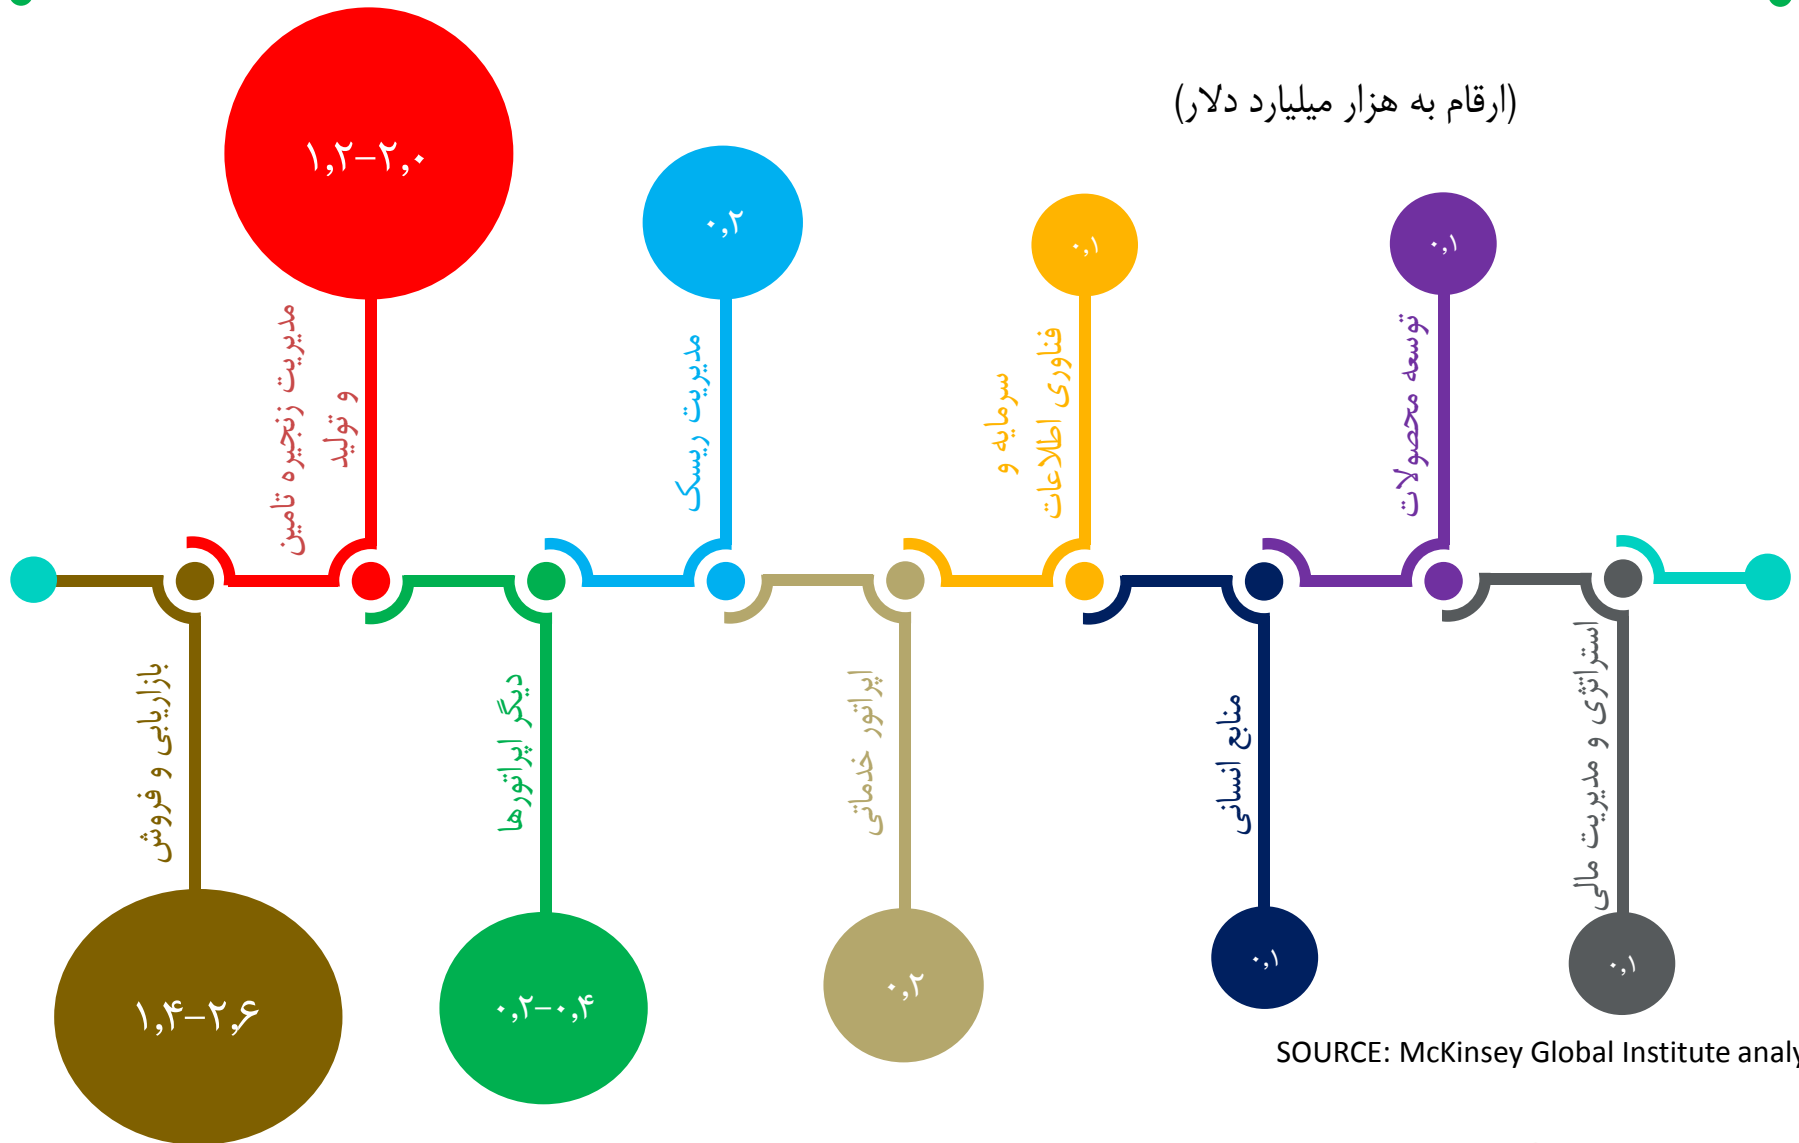 (ارقام به هزار میلیارد دلار)
۱,۲-۲,۰
۰,۲
۰,۱
۰,۱
مدیریت زنجیره تامین
و تولید
مدیریت ریسک
سرمایه و
فناوری اطلاعات
توسعه محصولات
بازاریابی و فروش
دیگر اپراتورها
اپراتور خدماتی
منابع انسانی
استراتژی و مدیریت مالی
۱,۴-۲,۶
۰,۲-۰,۴
۰,۲
۰,۱
۰,۱
SOURCE: McKinsey Global Institute analy